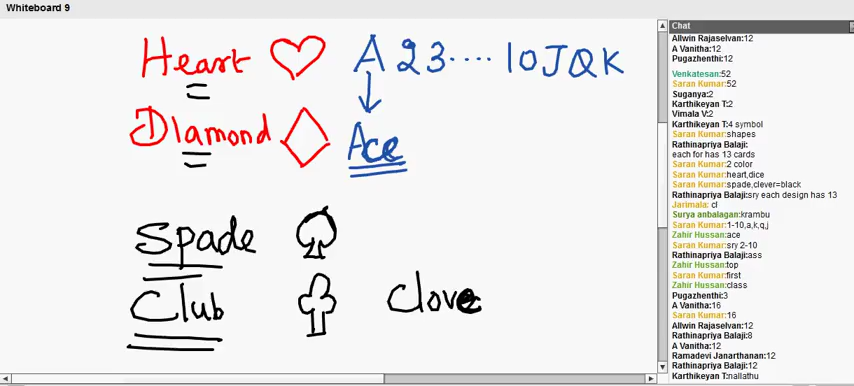 Whiteboard 9
Heart A 2 3 .... 10 J Q K
Diamond Ace
Spade
Club Clove
Chat
Allwin Rajaselvan:12
A Vanitha:12
Pugazhenthi:12
Venkatesan:52
Saran Kumar:52
Suganya:2
Karthikeyan T:2
Vimala V:2
Karthikeyan T:4 symbol
Saran Kumar:shapes
Rathinapriya Balaji:
each for has 13 cards
Saran Kumar:2 color
Saran Kumar:heart,dice
Saran Kumar:spade,clever=black
Rathinapriya Balaji:sry each design has 13
Jarimala: cl
Surya anbalagan:krambu
Saran Kumar:1-10,a,k,q,j
Zahir Hussan:ace
Saran Kumar:sry 2-10
Rathinapriya Balaji:ass
Zahir Hussan:top
Saran Kumar:first
Zahir Hussan:class
Pugazhenthi:3
A Vanitha:16
Saran Kumar:16
Allwin Rajaselvan:12
Rathinapriya Balaji:8
A Vanitha:12
Ramadevi Janarthanan:12
Rathinapriya Balaji:12
Karthikeyan T:nallathu